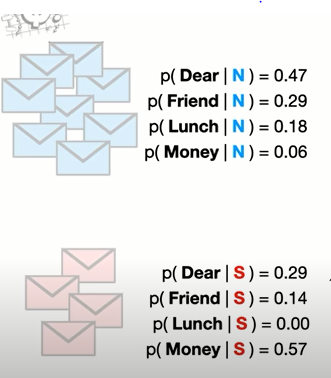 p( Dear | N ) = 0.47
p( Friend | N ) = 0.29
p( Lunch | N ) = 0.18
p( Money | N ) = 0.06
p( Dear | S ) = 0.29
p( Friend | S ) = 0.14
p( Lunch | S ) = 0.00
p( Money | S ) = 0.57